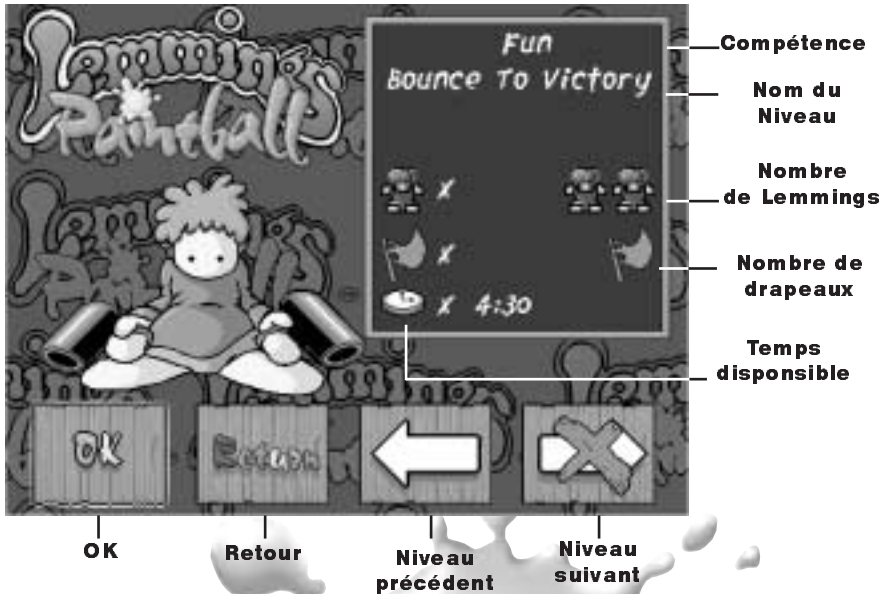 Lemmings
Paintball
Fun
Bounce To Victory
x
x
x 4:30
OK
Return
Compétence
Nom du
Niveau
Nombre
de Lemmings
Nombre de
drapeaux
Temps
disponsible
OK
Retour
Niveau
précédent
Niveau
suivant